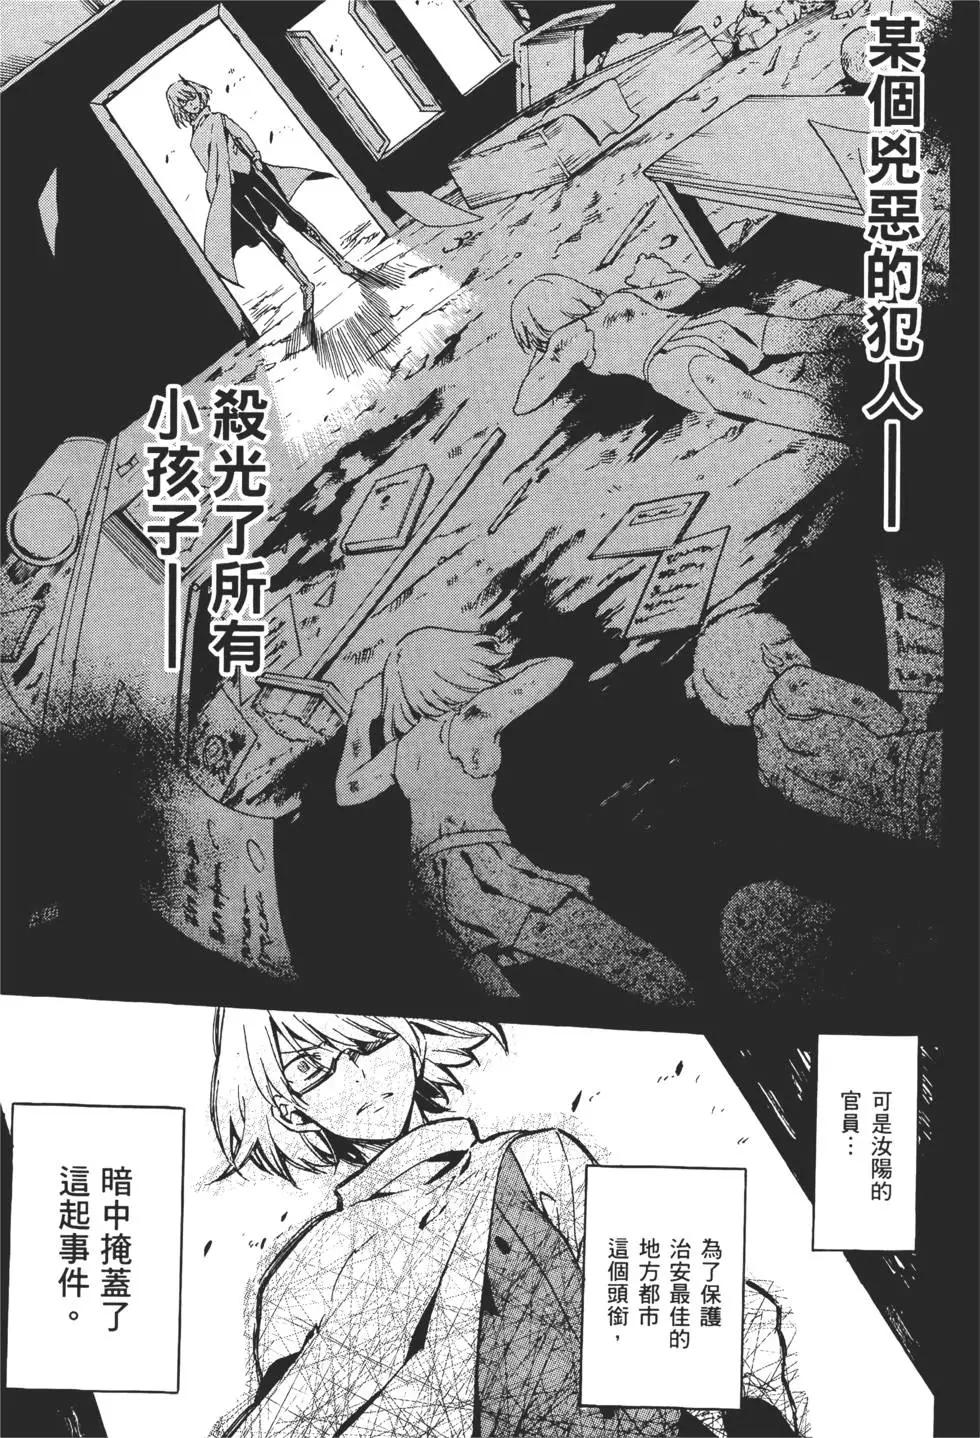 某個兇惡的犯人——
殺光了所有
小孩子——
可是汝陽的
官員…
為了保護
治安最佳的
地方都市
這個頭銜，
暗中掩蓋了
這起事件。